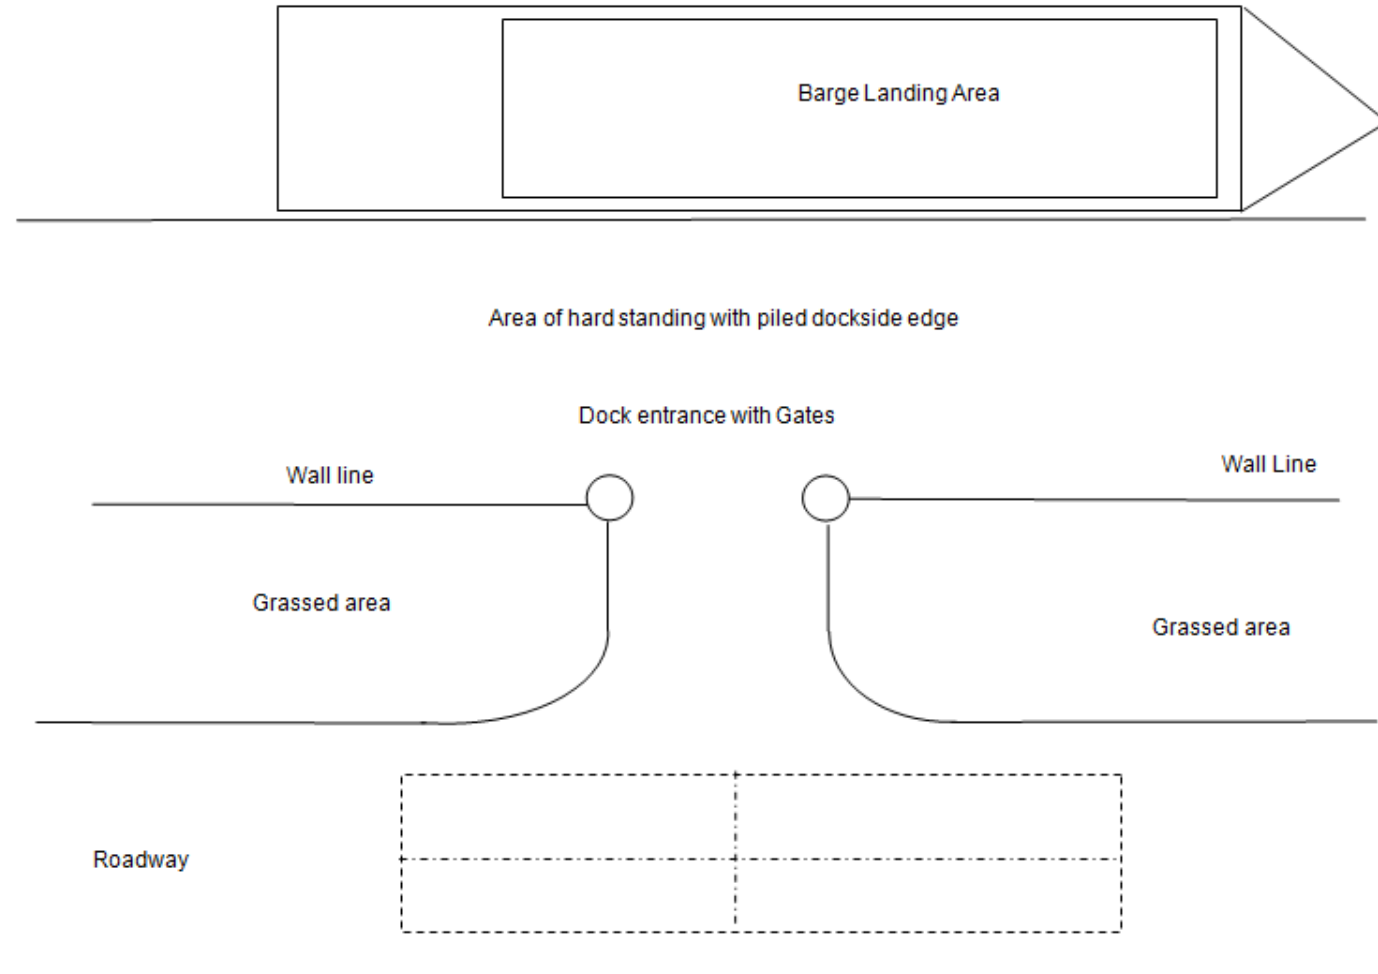 Barge Landing Area
Area of hard standing with piled dockside edge
Dock entrance with Gates
Wall line
Wall Line
Grassed area
Grassed area
Roadway